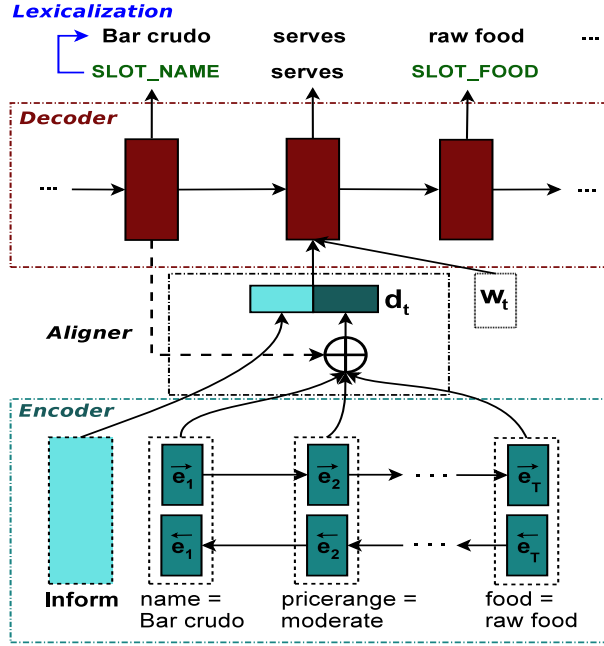 Lexicalization
Bar crudo serves raw food ...
SLOT_NAME serves SLOT_FOOD
Decoder
... ...
d_t w_t
Aligner
Encoder
e_1 e_2 ... e_T
e_1 e_2 ... e_T
Inform name = pricerange = food =
Bar crudo moderate raw food